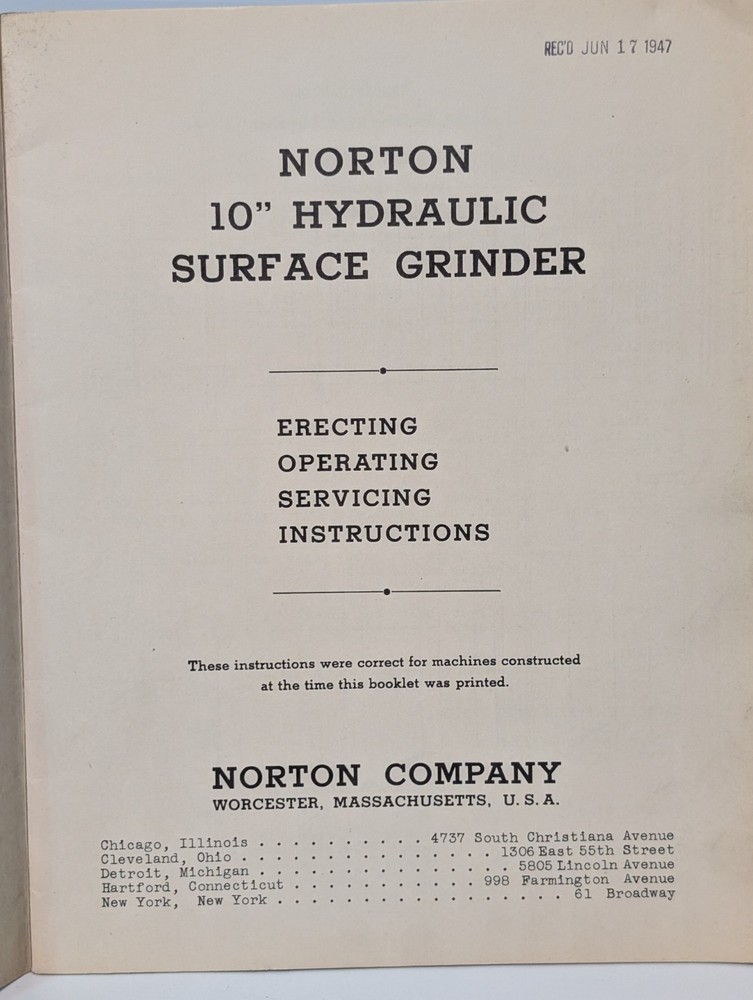 REC'D JUN 17 1947
NORTON
10" HYDRAULIC
SURFACE GRINDER
ERECTING
OPERATING
SERVICING
INSTRUCTIONS
These instructions were correct for machines constructed
at the time this booklet was printed.
NORTON COMPANY
WORCESTER, MASSACHUSETTS, U. S. A.
Chicago, Illinois . . . . . . . . . . 4737 South Christiana Avenue
Cleveland, Ohio . . . . . . . . . . . . . . . 1306 East 55th Street
Detroit, Michigan . . . . . . . . . . . . . . . 5805 Lincoln Avenue
Hartford, Connecticut . . . . . . . . . . . 998 Farmington Avenue
New York, New York . . . . . . . . . . . . . . . . . 61 Broadway